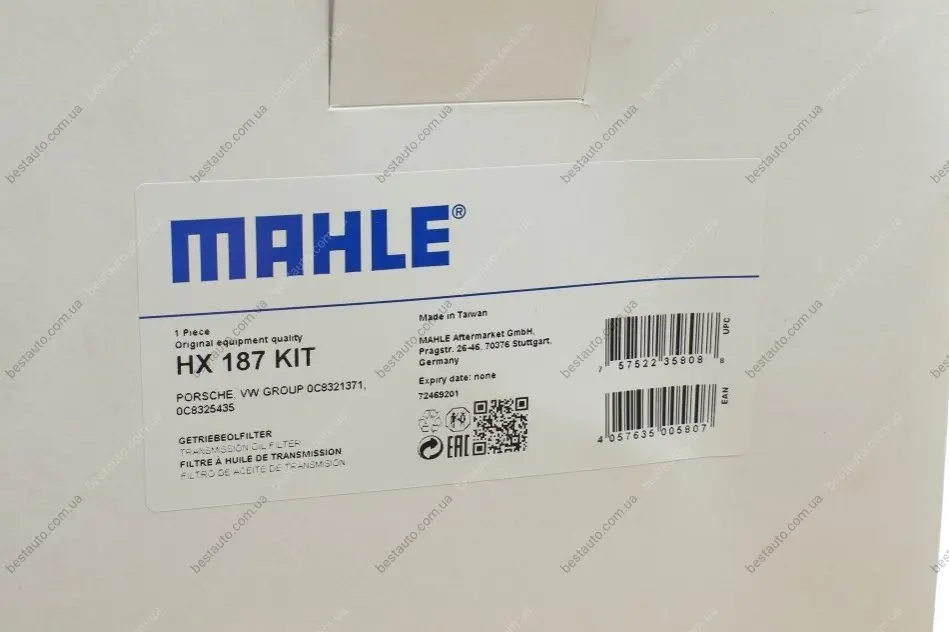 MAHLE®
1 Piece
Original equipment quality
HX 187 KIT
PORSCHE, VW GROUP 0C8321371,
0C8325435
GETRIEBEOLFILTER
TRANSMISSION OIL FILTER
FILTRE À HUILE DE TRANSMISSION
FILTRO DE ACEITE DE TRANSMISIÓN
Made in Taiwan
MAHLE Aftermarket GmbH,
Pragstr. 26-46, 70376 Stuttgart,
Germany
Expiry date: none
72469201
EAC
UPC
7 57522 35808 8
EAN
4 057635 005807
bestauto.com.ua